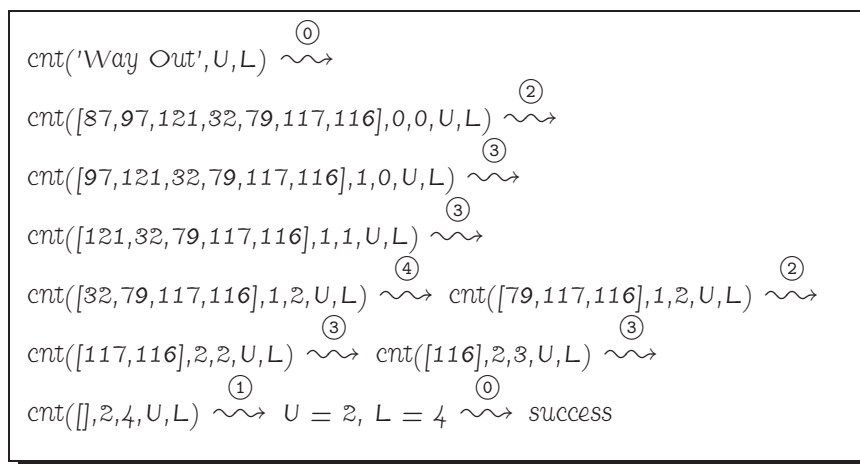 cnt('Way Out',U,L) ⓪⤳
cnt([87,97,121,32,79,117,116],0,0,U,L) ②⤳
cnt([97,121,32,79,117,116],1,0,U,L) ③⤳
cnt([121,32,79,117,116],1,1,U,L) ③⤳
cnt([32,79,117,116],1,2,U,L) ④⤳ cnt([79,117,116],1,2,U,L) ②⤳
cnt([117,116],2,2,U,L) ③⤳ cnt([116],2,3,U,L) ③⤳
cnt([],2,4,U,L) ①⤳ U = 2, L = 4 ⓪⤳ success